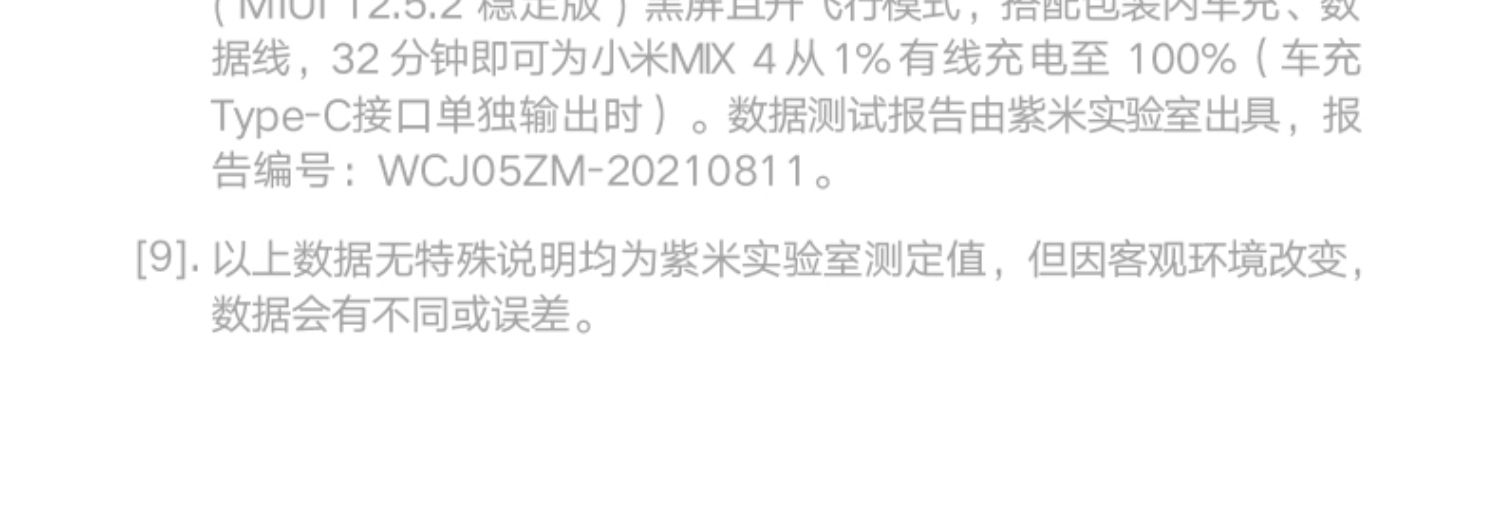 （MIUI 12.5.2 稳定版）黑屏且开飞行模式，搭配包装内车充、数
据线，32 分钟即可为小米MIX 4 从 1% 有线充电至 100%（车充
Type-C接口单独输出时）。数据测试报告由紫米实验室出具，报
告编号：WCJ05ZM-20210811。
[9]. 以上数据无特殊说明均为紫米实验室测定值，但因客观环境改变，
数据会有不同或误差。